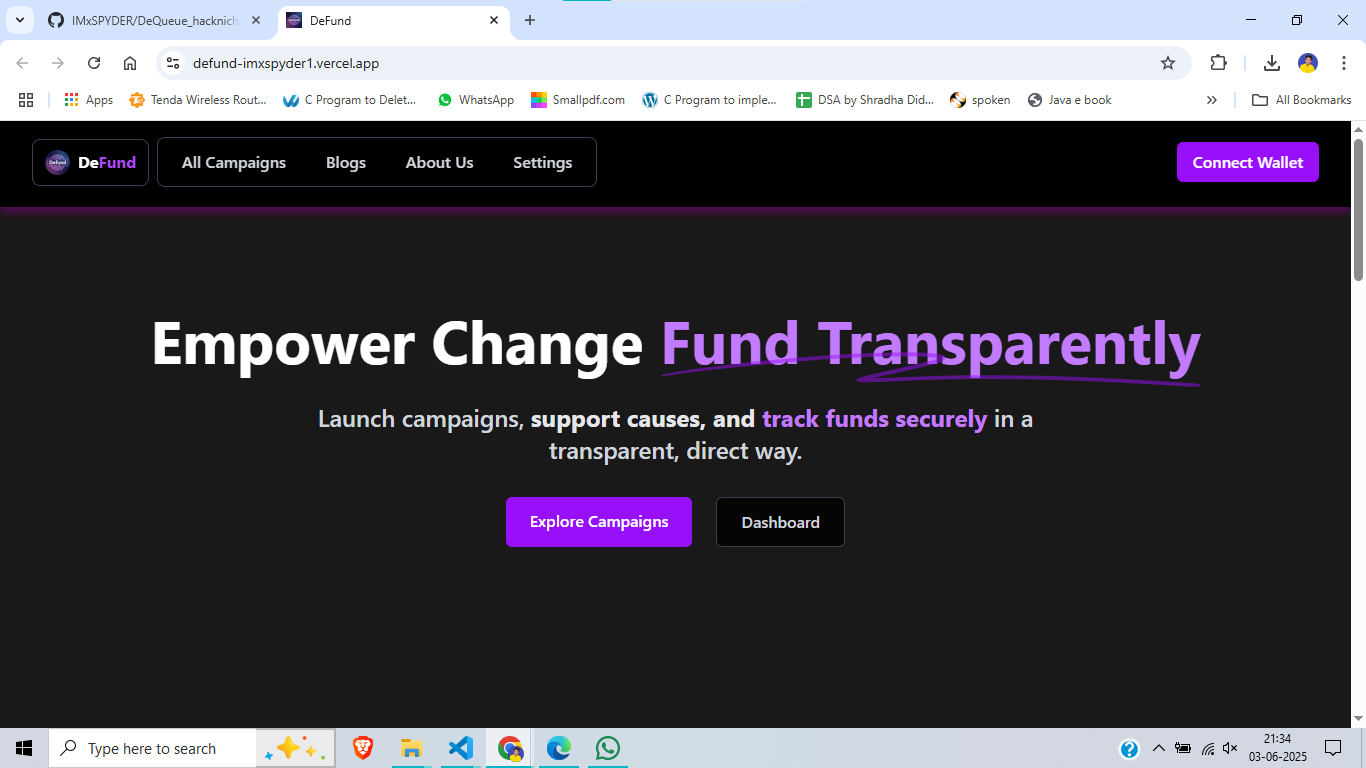 IMxSPYDER/DeQueue_hacknich
DeFund
defund-imxspyder1.vercel.app
Apps
Tenda Wireless Rout...
C Program to Delet...
WhatsApp
Smallpdf.com
C Program to imple...
DSA by Shradha Did...
spoken
Java e book
All Bookmarks
DeFund
All Campaigns
Blogs
About Us
Settings
Connect Wallet
Empower Change Fund Transparently
Launch campaigns, support causes, and track funds securely in a
transparent, direct way.
Explore Campaigns
Dashboard
Type here to search
21:34
03-06-2025